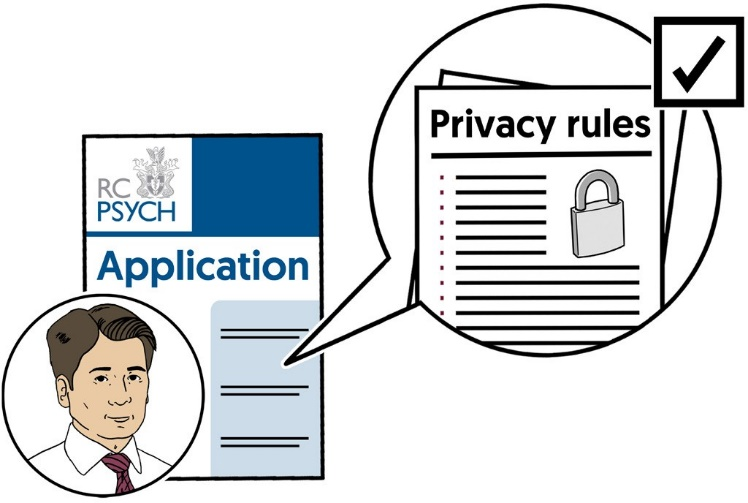 RC
PSYCH
Application
Privacy rules